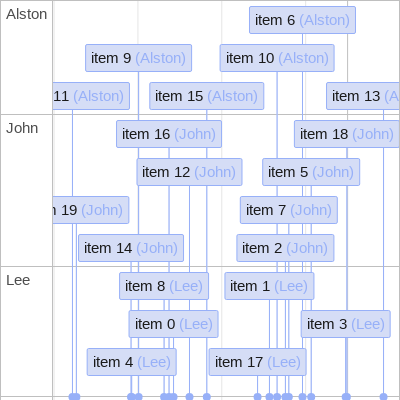 Alston
item 6 (Alston)
item 9 (Alston)
item 10 (Alston)
11 (Alston)
item 15 (Alston)
item 13 (A
John
item 16 (John)
item 18 (John)
item 12 (John)
item 5 (John)
19 (John)
item 7 (John)
item 14 (John)
item 2 (John)
Lee
item 8 (Lee)
item 1 (Lee)
item 0 (Lee)
item 3 (Lee)
item 4 (Lee)
item 17 (Lee)